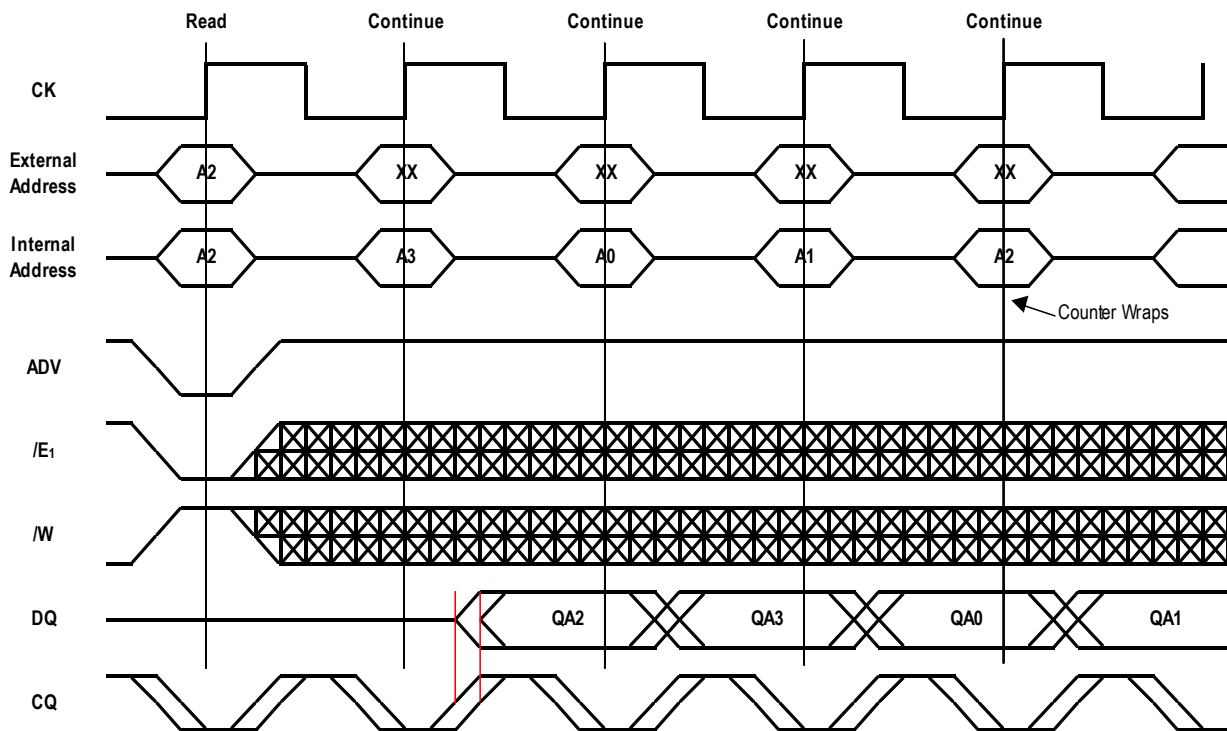 Read Continue Continue Continue Continue
CK
External
Address
A2 XX XX XX XX
Internal
Address
A2 A3 A0 A1 A2
Counter Wraps
ADV
/E1
/W
DQ
QA2 QA3 QA0 QA1
CQ